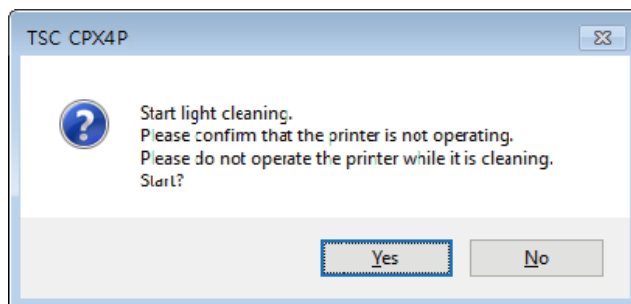 TSC CPX4P
Start light cleaning.
Please confirm that the printer is not operating.
Please do not operate the printer while it is cleaning.
Start?
Yes
No